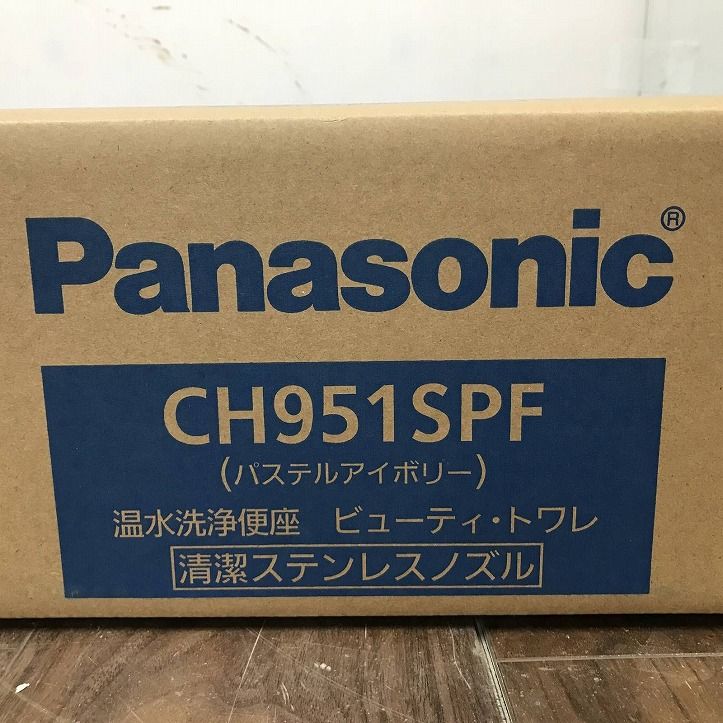 Panasonic®
CH951SPF
(パステルアイボリー)
温水洗浄便座 ビューティ・トワレ
清潔ステンレスノズル